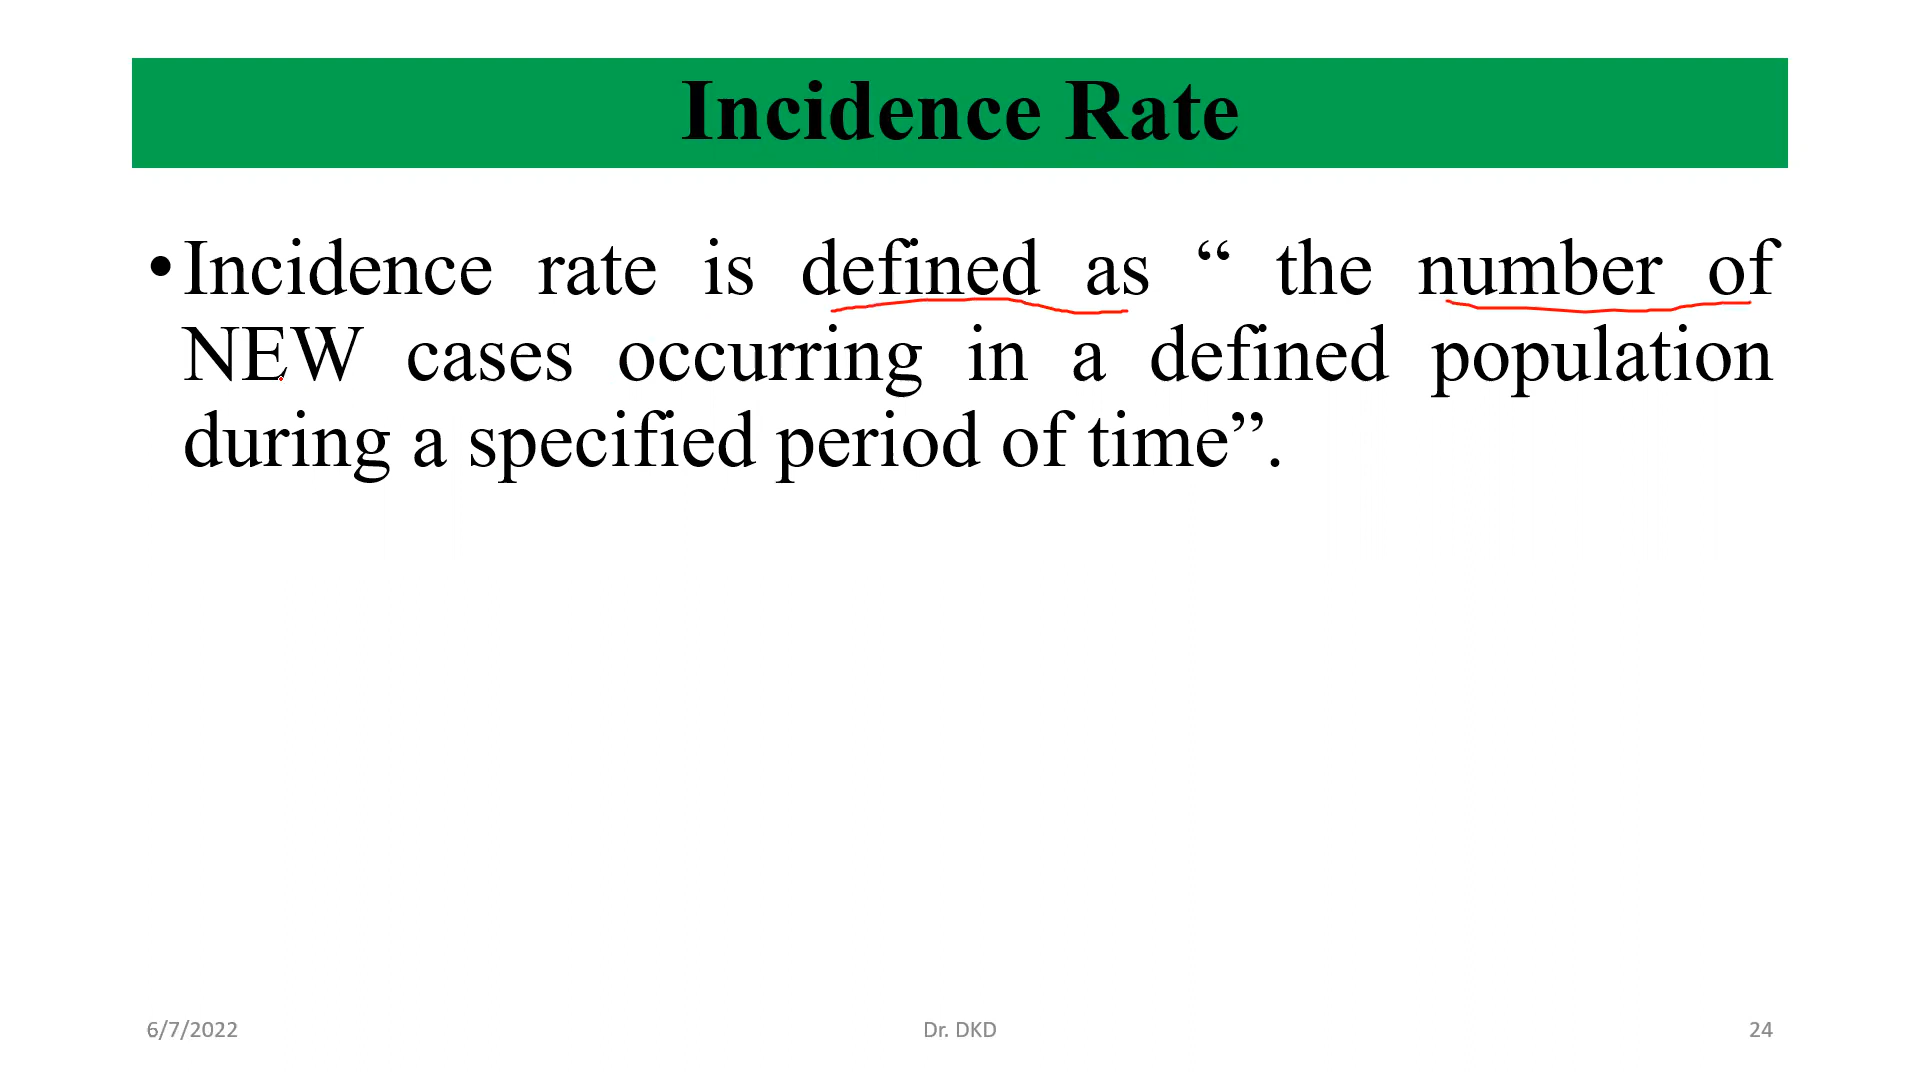 Incidence Rate
•Incidence rate is defined as “ the number of
NEW cases occurring in a defined population
during a specified period of time”.
6/7/2022
Dr. DKD
24